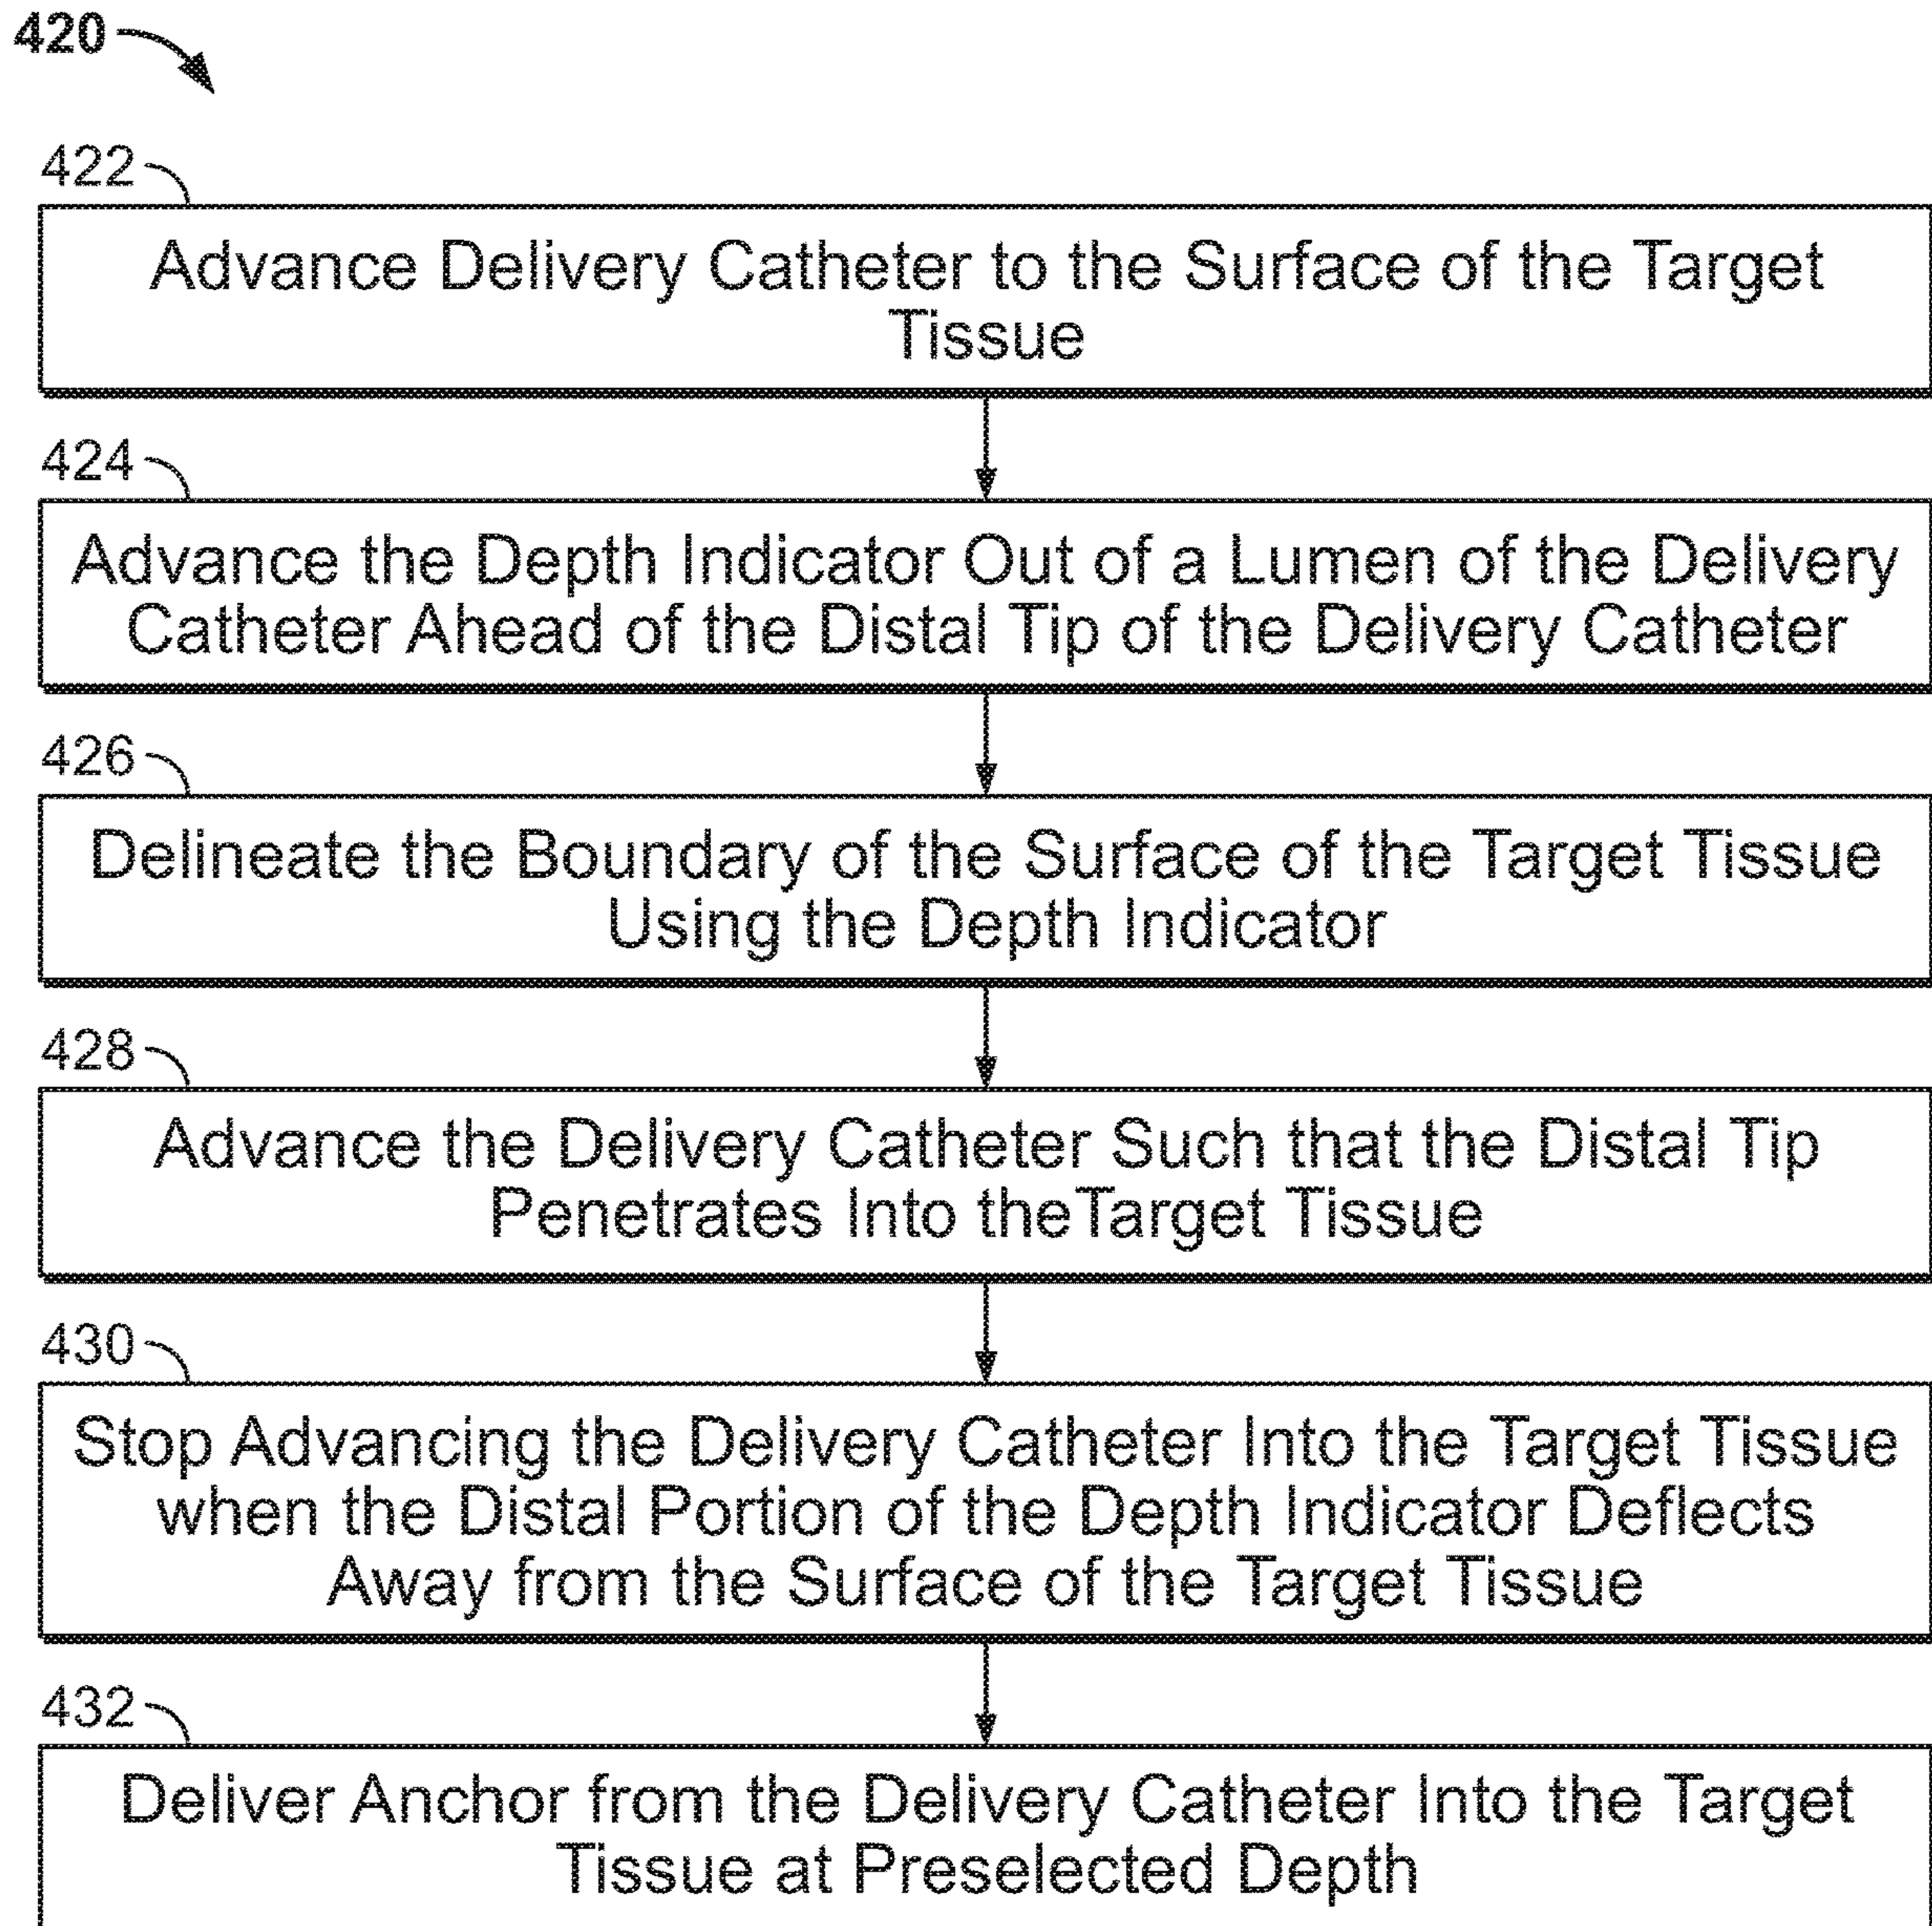 420
422
Advance Delivery Catheter to the Surface of the Target
Tissue
424
Advance the Depth Indicator Out of a Lumen of the Delivery
Catheter Ahead of the Distal Tip of the Delivery Catheter
426
Delineate the Boundary of the Surface of the Target Tissue
Using the Depth Indicator
428
Advance the Delivery Catheter Such that the Distal Tip
Penetrates Into theTarget Tissue
430
Stop Advancing the Delivery Catheter Into the Target Tissue
when the Distal Portion of the Depth Indicator Deflects
Away from the Surface of the Target Tissue
432
Deliver Anchor from the Delivery Catheter Into the Target
Tissue at Preselected Depth